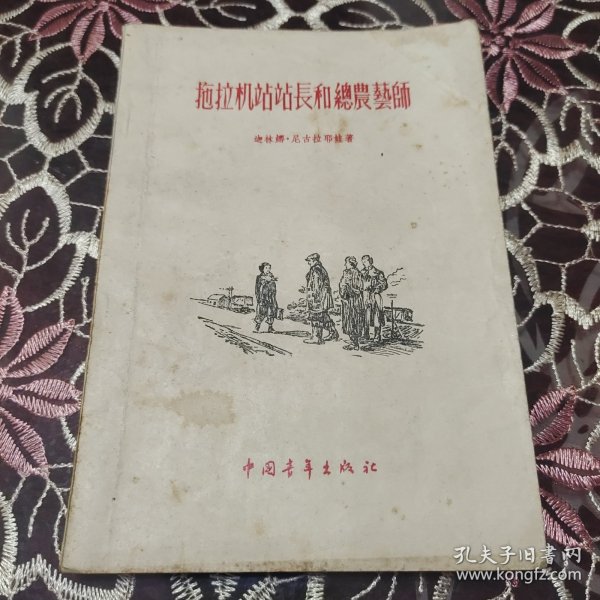 拖拉机站站長和總農藝師
迦林娜·尼古拉耶娃著
中国青年出版社
孔夫子旧书网
www.kongfz.com